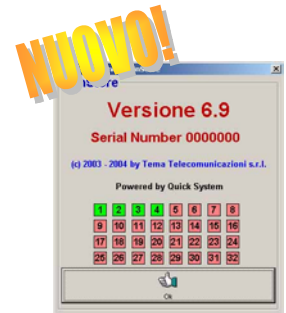 NUOVO!
Versione 6.9
Serial Number 0000000
(c) 2003 - 2004 by Tema Telecomunicazioni s.r.l.
Powered by Quick System
1 2 3 4 5 6 7 8
9 10 11 12 13 14 15 16
17 18 19 20 21 22 23 24
25 26 27 28 29 30 31 32
Ok